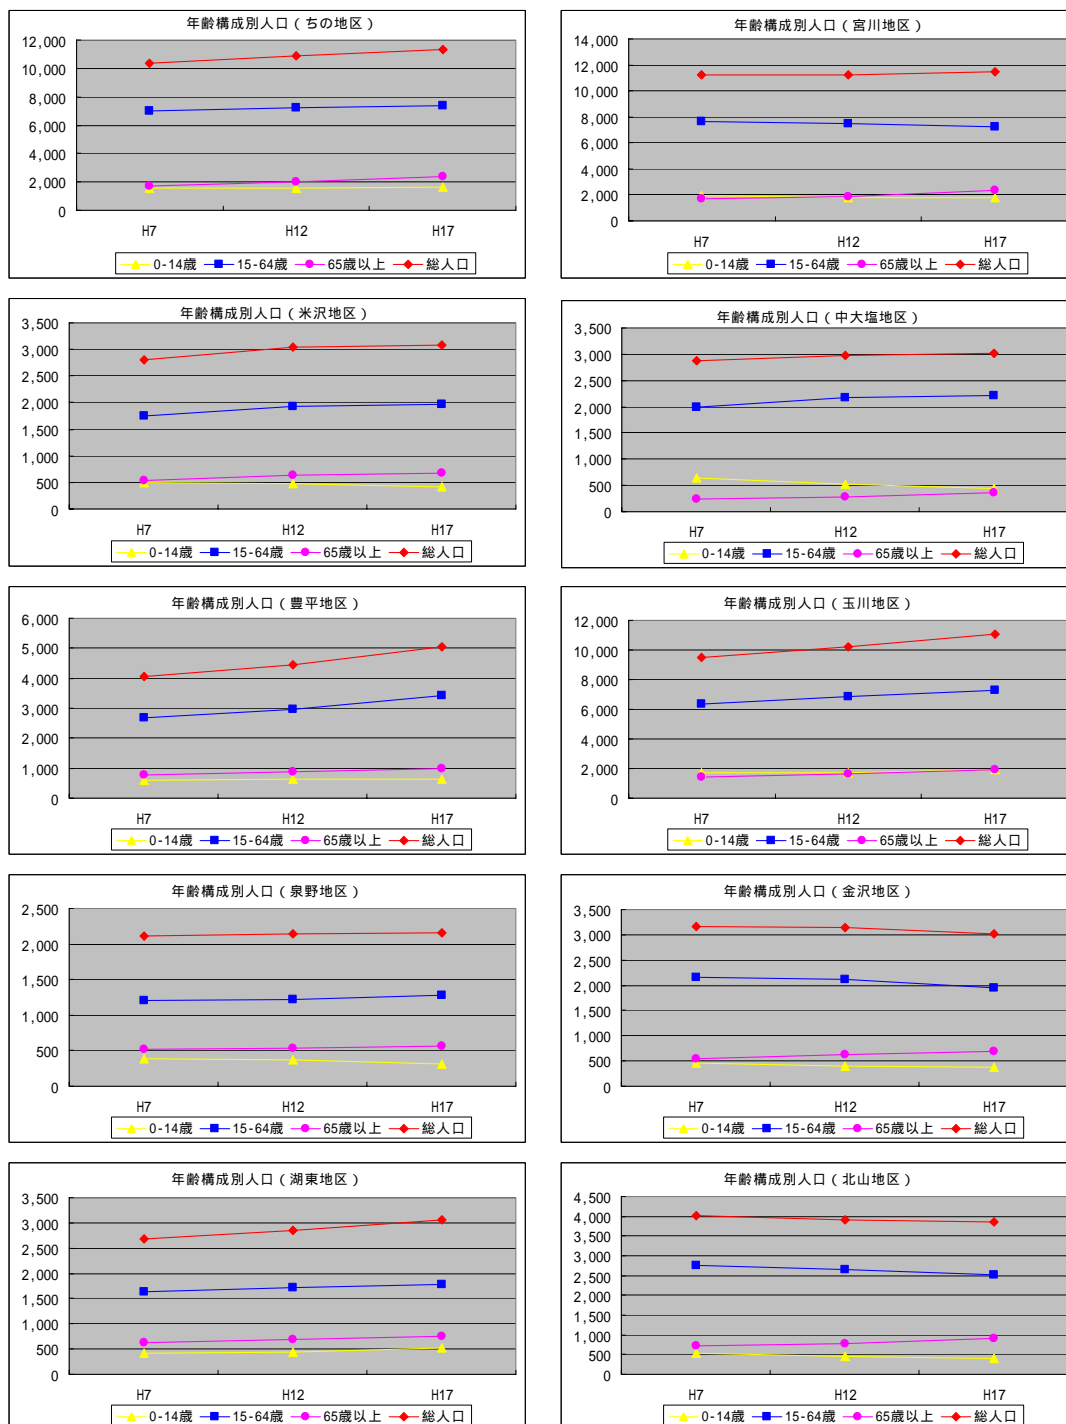 年齢構成別人口（ちの地区）
12,000
10,000
8,000
6,000
4,000
2,000
0
H7 H12 H17
0-14歳 15-64歳 65歳以上 総人口
年齢構成別人口（宮川地区）
14,000
12,000
10,000
8,000
6,000
4,000
2,000
0
H7 H12 H17
0-14歳 15-64歳 65歳以上 総人口
年齢構成別人口（米沢地区）
3,500
3,000
2,500
2,000
1,500
1,000
500
0
H7 H12 H17
0-14歳 15-64歳 65歳以上 総人口
年齢構成別人口（中大塩地区）
3,500
3,000
2,500
2,000
1,500
1,000
500
0
H7 H12 H17
0-14歳 15-64歳 65歳以上 総人口
年齢構成別人口（豊平地区）
6,000
5,000
4,000
3,000
2,000
1,000
0
H7 H12 H17
0-14歳 15-64歳 65歳以上 総人口
年齢構成別人口（玉川地区）
12,000
10,000
8,000
6,000
4,000
2,000
0
H7 H12 H17
0-14歳 15-64歳 65歳以上 総人口
年齢構成別人口（泉野地区）
2,500
2,000
1,500
1,000
500
0
H7 H12 H17
0-14歳 15-64歳 65歳以上 総人口
年齢構成別人口（金沢地区）
3,500
3,000
2,500
2,000
1,500
1,000
500
0
H7 H12 H17
0-14歳 15-64歳 65歳以上 総人口
年齢構成別人口（湖東地区）
3,500
3,000
2,500
2,000
1,500
1,000
500
0
H7 H12 H17
0-14歳 15-64歳 65歳以上 総人口
年齢構成別人口（北山地区）
4,500
4,000
3,500
3,000
2,500
2,000
1,500
1,000
500
0
H7 H12 H17
0-14歳 15-64歳 65歳以上 総人口